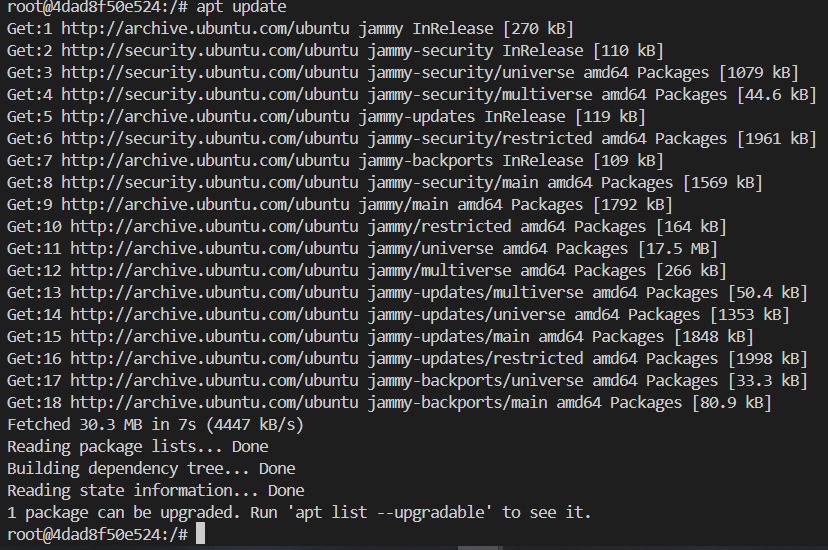 root@4dad8f50e524:/# apt update
Get:1 http://archive.ubuntu.com/ubuntu jammy InRelease [270 kB]
Get:2 http://security.ubuntu.com/ubuntu jammy-security InRelease [110 kB]
Get:3 http://security.ubuntu.com/ubuntu jammy-security/universe amd64 Packages [1079 kB]
Get:4 http://security.ubuntu.com/ubuntu jammy-security/multiverse amd64 Packages [44.6 kB]
Get:5 http://archive.ubuntu.com/ubuntu jammy-updates InRelease [119 kB]
Get:6 http://security.ubuntu.com/ubuntu jammy-security/restricted amd64 Packages [1961 kB]
Get:7 http://archive.ubuntu.com/ubuntu jammy-backports InRelease [109 kB]
Get:8 http://security.ubuntu.com/ubuntu jammy-security/main amd64 Packages [1569 kB]
Get:9 http://archive.ubuntu.com/ubuntu jammy/main amd64 Packages [1792 kB]
Get:10 http://archive.ubuntu.com/ubuntu jammy/restricted amd64 Packages [164 kB]
Get:11 http://archive.ubuntu.com/ubuntu jammy/universe amd64 Packages [17.5 MB]
Get:12 http://archive.ubuntu.com/ubuntu jammy/multiverse amd64 Packages [266 kB]
Get:13 http://archive.ubuntu.com/ubuntu jammy-updates/multiverse amd64 Packages [50.4 kB]
Get:14 http://archive.ubuntu.com/ubuntu jammy-updates/universe amd64 Packages [1353 kB]
Get:15 http://archive.ubuntu.com/ubuntu jammy-updates/main amd64 Packages [1848 kB]
Get:16 http://archive.ubuntu.com/ubuntu jammy-updates/restricted amd64 Packages [1998 kB]
Get:17 http://archive.ubuntu.com/ubuntu jammy-backports/universe amd64 Packages [33.3 kB]
Get:18 http://archive.ubuntu.com/ubuntu jammy-backports/main amd64 Packages [80.9 kB]
Fetched 30.3 MB in 7s (4447 kB/s)
Reading package lists... Done
Building dependency tree... Done
Reading state information... Done
1 package can be upgraded. Run 'apt list --upgradable' to see it.
root@4dad8f50e524:/#